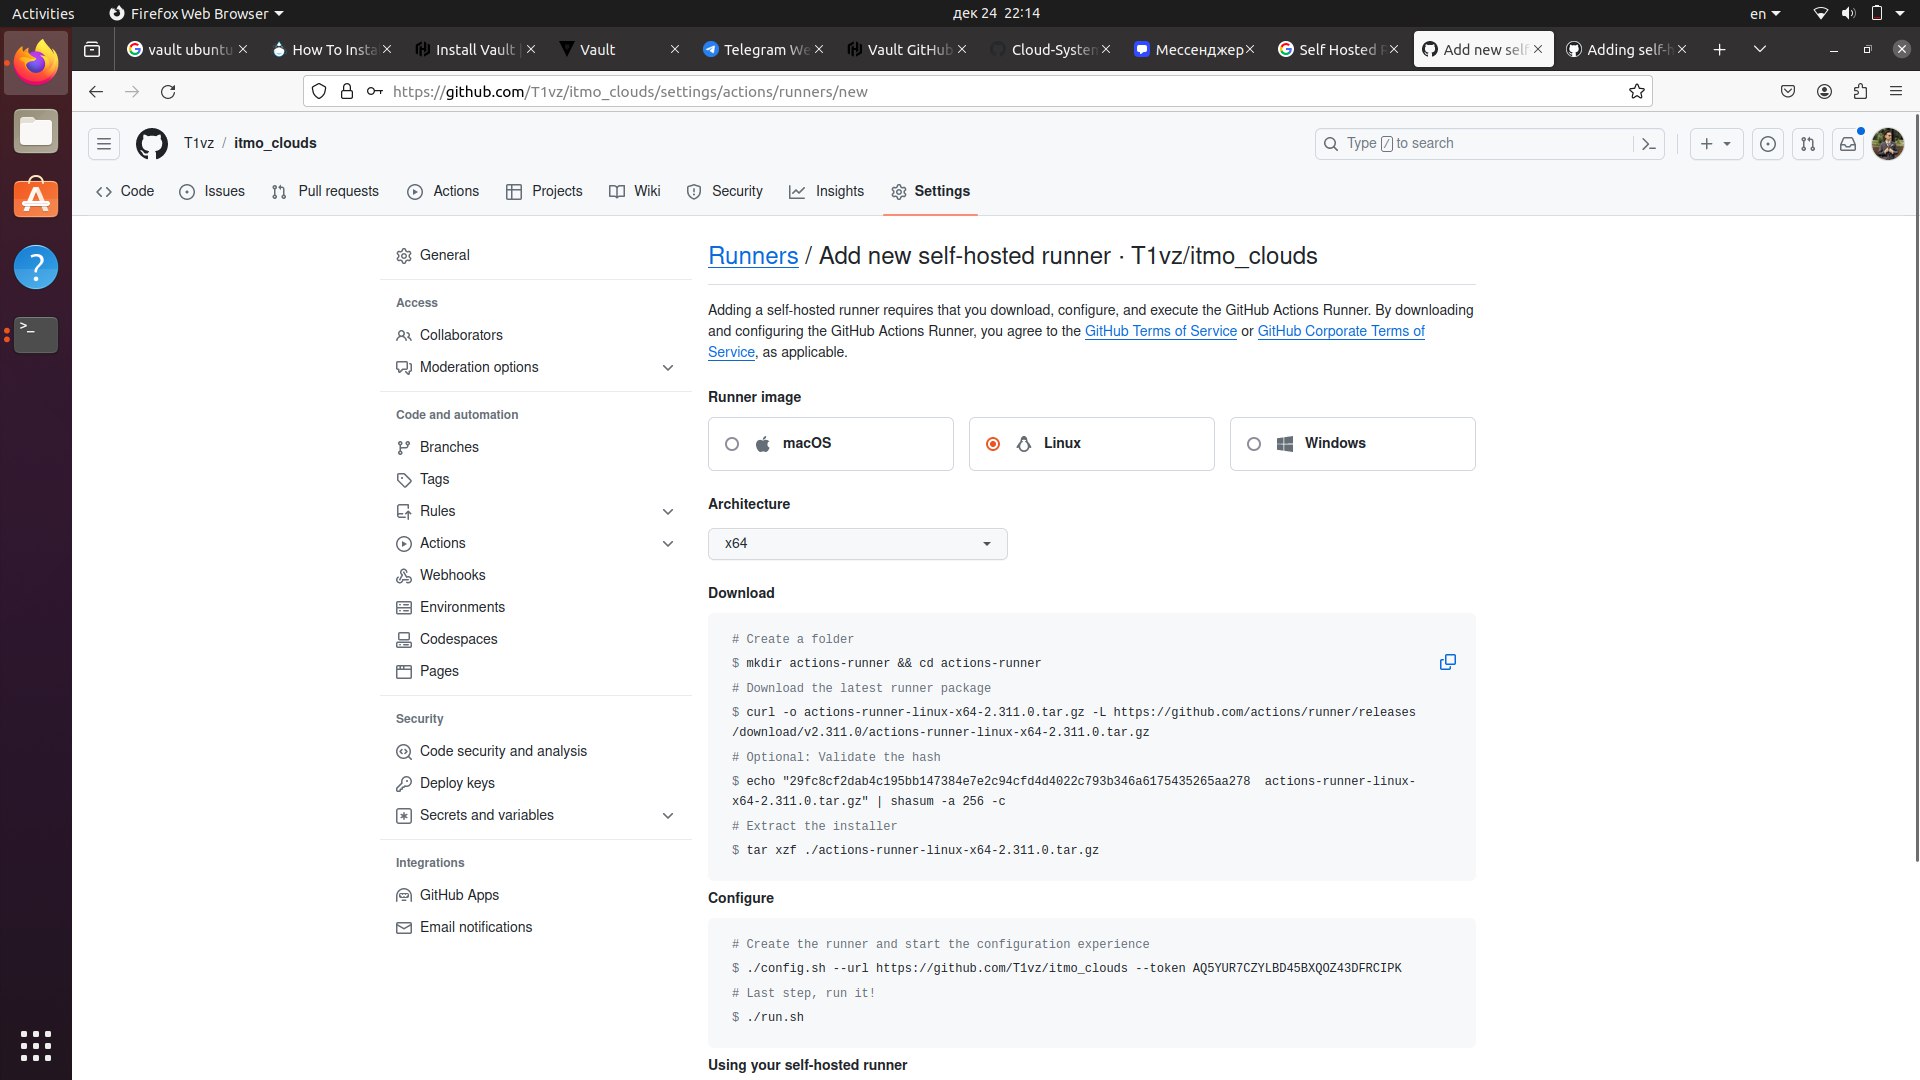 Activities
Firefox Web Browser
дек 24 22:14
en
vault ubuntu
How To Insta
Install Vault |
Vault
Telegram We
Vault GitHub
Cloud-System
Мессенджер
Self Hosted
Add new self
Adding self-h
https://github.com/T1vz/itmo_clouds/settings/actions/runners/new
T1vz / itmo_clouds
Type / to search
Code
Issues
Pull requests
Actions
Projects
Wiki
Security
Insights
Settings
General
Access
Collaborators
Moderation options
Code and automation
Branches
Tags
Rules
Actions
Webhooks
Environments
Codespaces
Pages
Security
Code security and analysis
Deploy keys
Secrets and variables
Integrations
GitHub Apps
Email notifications
Runners / Add new self-hosted runner · T1vz/itmo_clouds
Adding a self-hosted runner requires that you download, configure, and execute the GitHub Actions Runner. By downloading
and configuring the GitHub Actions Runner, you agree to the GitHub Terms of Service or GitHub Corporate Terms of
Service, as applicable.
Runner image
macOS
Linux
Windows
Architecture
x64
Download
# Create a folder
$ mkdir actions-runner && cd actions-runner
# Download the latest runner package
$ curl -o actions-runner-linux-x64-2.311.0.tar.gz -L https://github.com/actions/runner/releases
/download/v2.311.0/actions-runner-linux-x64-2.311.0.tar.gz
# Optional: Validate the hash
$ echo "29fc8cf2dab4c195bb147384e7e2c94cfd4d4022c793b346a6175435265aa278  actions-runner-linux-
x64-2.311.0.tar.gz" | shasum -a 256 -c
# Extract the installer
$ tar xzf ./actions-runner-linux-x64-2.311.0.tar.gz
Configure
# Create the runner and start the configuration experience
$ ./config.sh --url https://github.com/T1vz/itmo_clouds --token AQ5YUR7CZYLBD45BXQOZ43DFRCIPK
# Last step, run it!
$ ./run.sh
Using your self-hosted runner